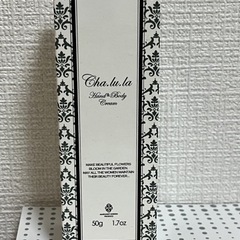 Cha.lu.la
Hand & Body
Cream
MAKE BEAUTIFUL FLOWERS
BLOOM IN THE GARDEN.
MAY ALL THE WOMEN MAINTAIN
THEIR BEAUTY FOREVER...
50g 1.7oz